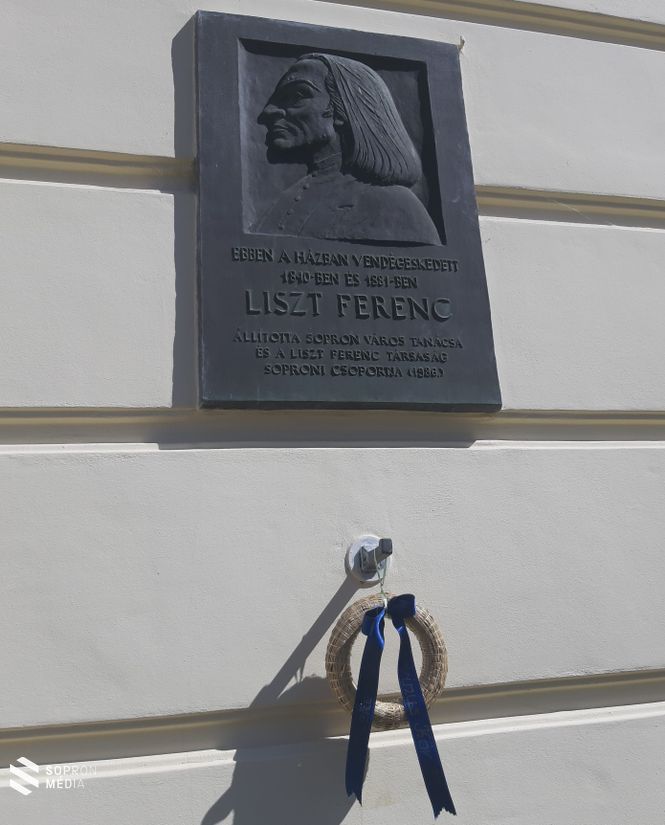 EBBEN A HÁZBAN VENDÉGESKEDETT
1840-BEN ÉS 1881-BEN
LISZT FERENC
ÁLLÍTOTTA SOPRON VÁROS TANÁCSA
ÉS A LISZT FERENC TÁRSASÁG
SOPRONI CSOPORTJA (1986.)
SOPRON
MEDIA